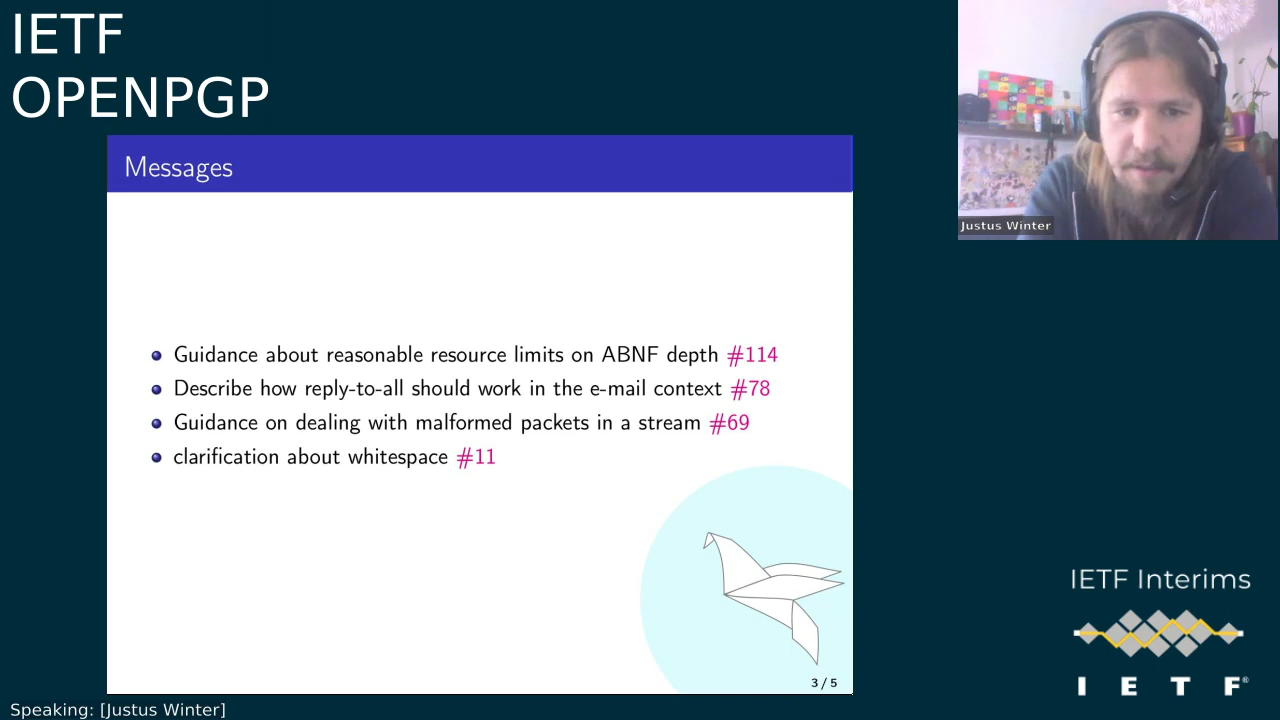 IETF
OPENPGP
Justus Winter
Messages
Guidance about reasonable resource limits on ABNF depth #114
Describe how reply-to-all should work in the e-mail context #78
Guidance on dealing with malformed packets in a stream #69
clarification about whitespace #11
3 / 5
IETF Interims
I E T F®
Speaking: [Justus Winter]